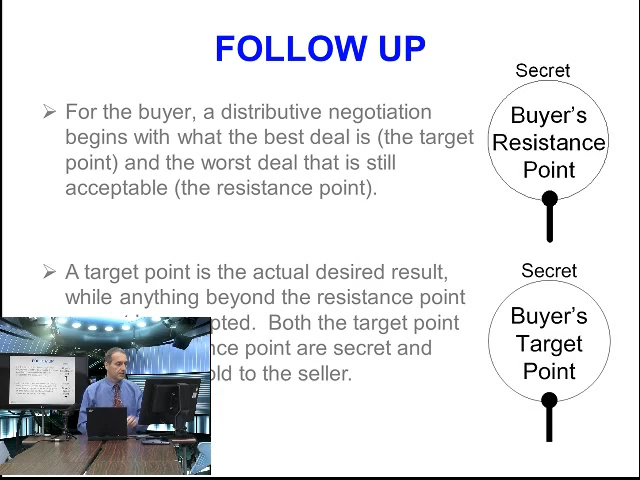 FOLLOW UP
Secret
Buyer's
Resistance
Point
➢ For the buyer, a distributive negotiation
begins with what the best deal is (the target
point) and the worst deal that is still
acceptable (the resistance point).
Secret
Buyer's
Target
Point
➢ A target point is the actual desired result,
while anything beyond the resistance point
pted. Both the target point
nce point are secret and
old to the seller.
FOLLOW UP